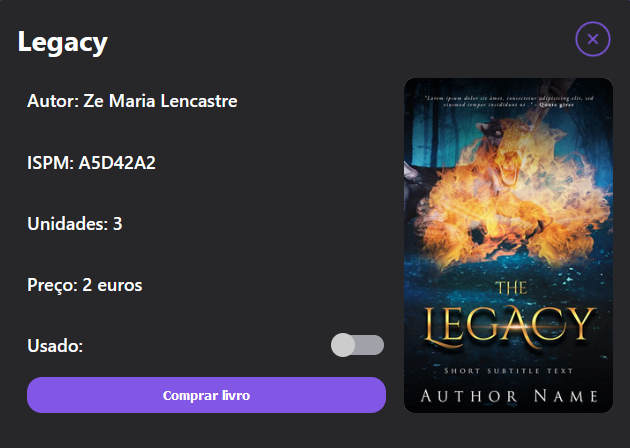 Legacy
Autor: Ze Maria Lencastre
ISPM: A5D42A2
Unidades: 3
Preço: 2 euros
Usado:
Comprar livro
"Lorem ipsum dolor sit amet, consectetur adipiscing elit, sed
eiusmod tempor incididunt ut ." - Quote giver
THE
LEGACY
SHORT SUBTITLE TEXT
AUTHOR NAME